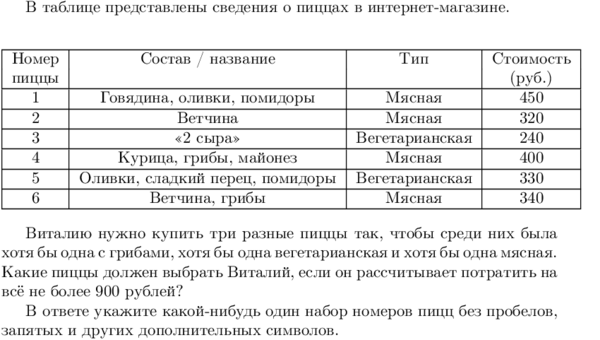 В таблице представлены сведения о пиццах в интернет-магазине.
Номер пиццы Состав / название Тип Стоимость (руб.)
1 Говядина, оливки, помидоры Мясная 450
2 Ветчина Мясная 320
3 «2 сыра» Вегетарианская 240
4 Курица, грибы, майонез Мясная 400
5 Оливки, сладкий перец, помидоры Вегетарианская 330
6 Ветчина, грибы Мясная 340
Виталию нужно купить три разные пиццы так, чтобы среди них была
хотя бы одна с грибами, хотя бы одна вегетарианская и хотя бы одна мясная.
Какие пиццы должен выбрать Виталий, если он рассчитывает потратить на
всё не более 900 рублей?
В ответе укажите какой-нибудь один набор номеров пицц без пробелов,
запятых и других дополнительных символов.